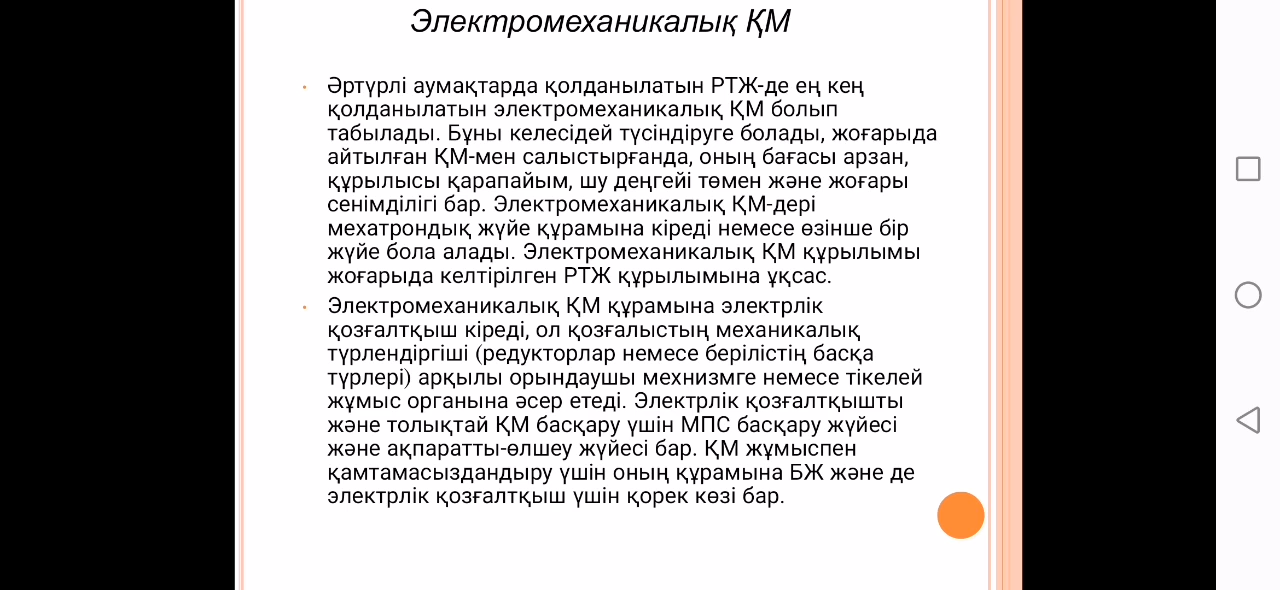 Электромеханикалық ҚМ
Әртүрлі аумақтарда қолданылатын РТЖ-де ең кең
қолданылатын электромеханикалық ҚМ болып
табылады. Бұны келесідей түсіндіруге болады, жоғарыда
айтылған ҚМ-мен салыстырғанда, оның бағасы арзан,
құрылысы қарапайым, шу деңгейі төмен және жоғары
сенімділігі бар. Электромеханикалық ҚМ-дері
мехатрондық жүйе құрамына кіреді немесе өзінше бір
жүйе бола алады. Электромеханикалық ҚМ құрылымы
жоғарыда келтірілген РТЖ құрылымына ұқсас.
Электромеханикалық ҚМ құрамына электрлік
қозғалтқыш кіреді, ол қозғалыстың механикалық
түрлендіргіші (редукторлар немесе берілістің басқа
түрлері) арқылы орындаушы мехнизмге немесе тікелей
жұмыс органына әсер етеді. Электрлік қозғалтқышты
және толықтай ҚМ басқару үшін МПС басқару жүйесі
және ақпаратты-өлшеу жүйесі бар. ҚМ жұмыспен
қамтамасыздандыру үшін оның құрамына БЖ және де
электрлік қозғалтқыш үшін қорек көзі бар.